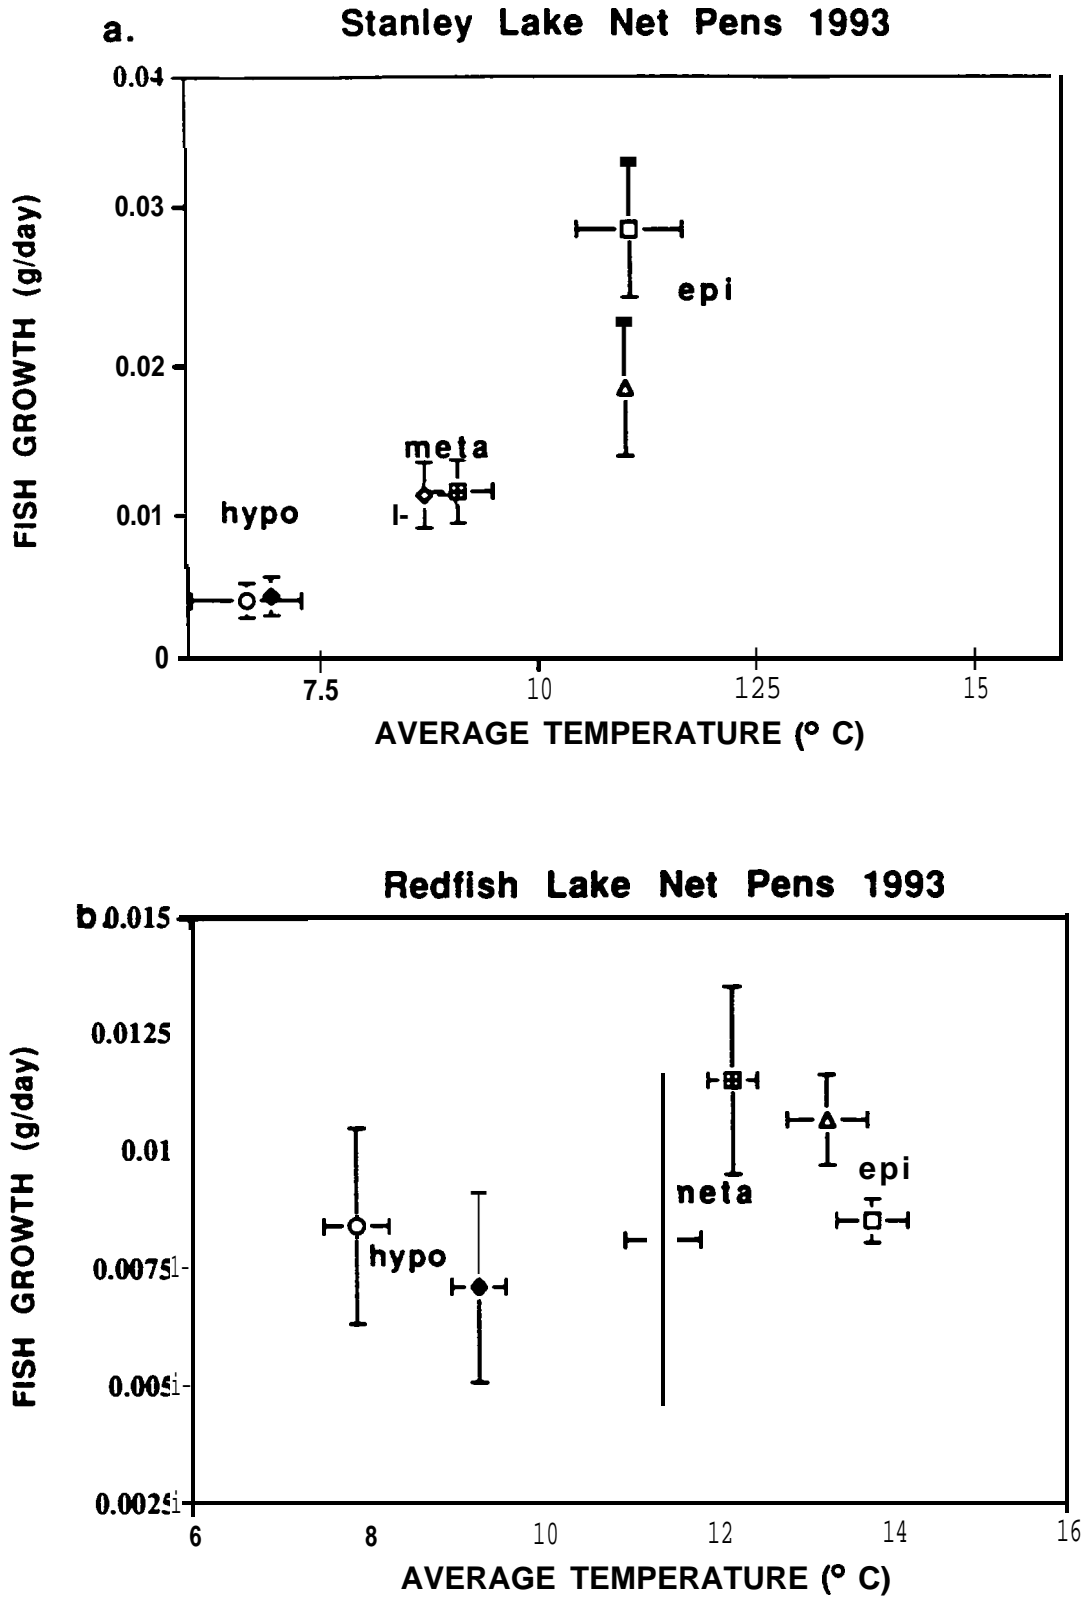 a.
Stanley Lake Net Pens 1993
0.04
0.03
0.02
0.01
0
FISH GROWTH (g/day)
epi
meta
hypo
7.5 10 125 15
AVERAGE TEMPERATURE (° C)
Redfish Lake Net Pens 1993
b.
0.015
0.0125
0.01
0.0075
0.005
0.0025
FISH GROWTH (g/day)
epi
neta
hypo
6 8 10 12 14 16
AVERAGE TEMPERATURE (° C)